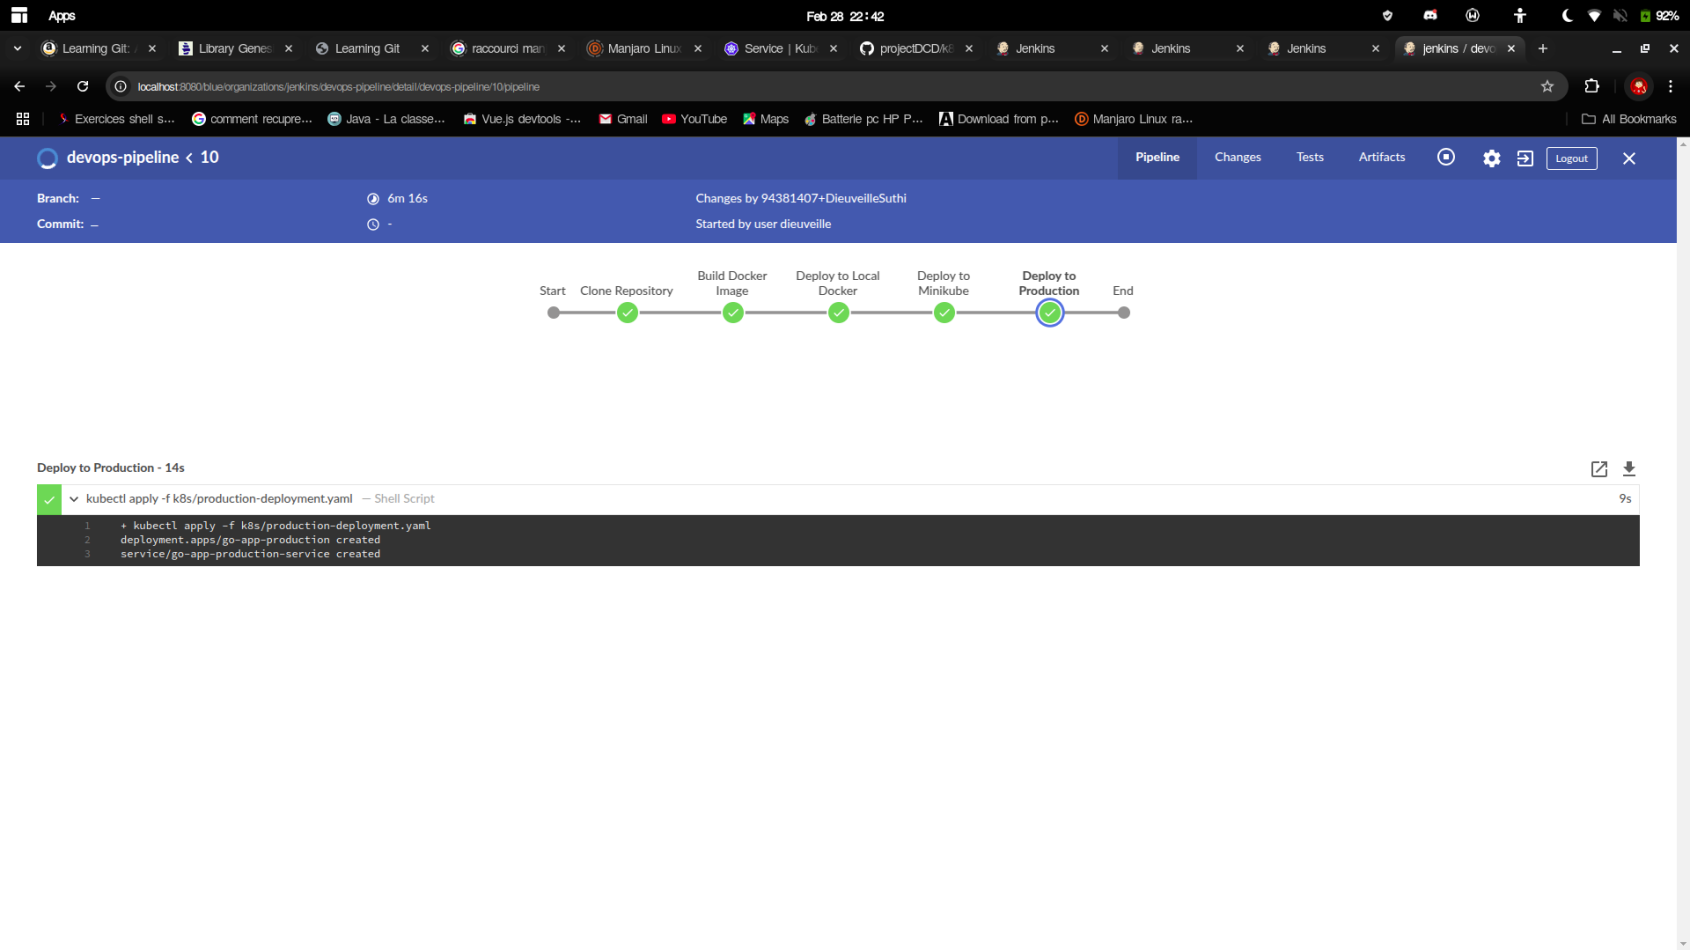 Apps
Feb 28 22:42
92%
Learning Git: A
Library Genes
Learning Git
raccourci man
Manjaro Linux
Service | Kube
projectDCD/k8
Jenkins
Jenkins
Jenkins
jenkins / devo
localhost:8080/blue/organizations/jenkins/devops-pipeline/detail/devops-pipeline/10/pipeline
Exercices shell s...
comment recupre...
Java - La classe...
Vue.js devtools -...
Gmail
YouTube
Maps
Batterie pc HP P...
Download from p...
Manjaro Linux ra...
All Bookmarks
devops-pipeline < 10
Pipeline
Changes
Tests
Artifacts
Logout
Branch: —
6m 16s
Changes by 94381407+DieuveilleSuthi
Commit: —
-
Started by user dieuveille
Start
Clone Repository
Build Docker
Image
Deploy to Local
Docker
Deploy to
Minikube
Deploy to
Production
End
Deploy to Production - 14s
kubectl apply -f k8s/production-deployment.yaml — Shell Script
9s
1 + kubectl apply -f k8s/production-deployment.yaml
2 deployment.apps/go-app-production created
3 service/go-app-production-service created